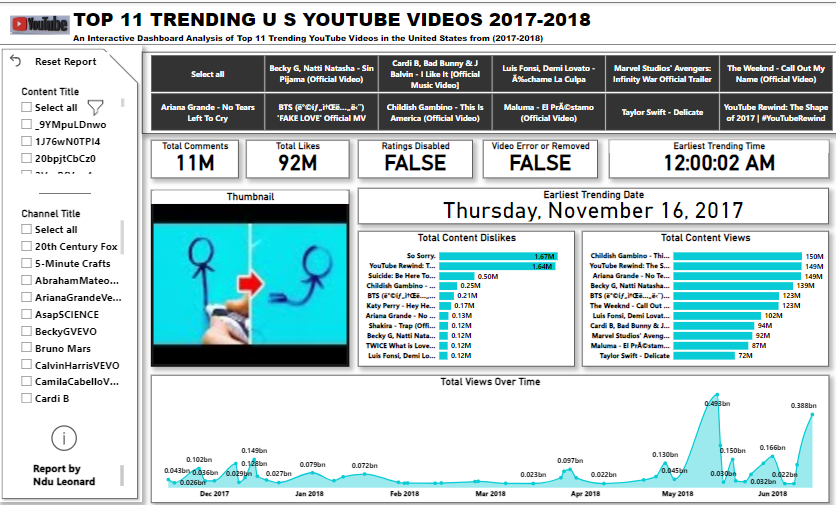 YouTube
TOP 11 TRENDING U S YOUTUBE VIDEOS 2017-2018
An Interactive Dashboard Analysis of Top 11 Trending YouTube Videos in the United States from (2017-2018)
Reset Report
Content Title
Select all
_9YMpuLDnwo
1J76wN0TPI4
20bpjtCbCz0
Channel Title
Select all
20th Century Fox
5-Minute Crafts
AbrahamMateo...
ArianaGrandeVe...
AsapSCIENCE
BeckyGVEVO
Bruno Mars
CalvinHarrisVEVO
CamilaCabelloV...
Cardi B
Report by
Ndu Leonard
Select all
Becky G, Natti Natasha - Sin
Pijama (Official Video)
Cardi B, Bad Bunny & J
Balvin - I Like It [Official
Music Video]
Luis Fonsi, Demi Lovato -
Ã‰chame La Culpa
Marvel Studios' Avengers:
Infinity War Official Trailer
The Weeknd - Call Out My
Name (Official Video)
Ariana Grande - No Tears
Left To Cry
BTS
'FAKE LOVE' Official MV
Childish Gambino - This Is
America (Official Video)
Maluma - El PrÃ©stamo
(Official Video)
Taylor Swift - Delicate
YouTube Rewind: The Shape
of 2017 | #YouTubeRewind
Total Comments
11M
Total Likes
92M
Ratings Disabled
FALSE
Video Error or Removed
FALSE
Earliest Trending Time
12:00:02 AM
Thumbnail
Earliest Trending Date
Thursday, November 16, 2017
Total Content Dislikes
So Sorry. 1.67M
YouTube Rewind: T... 1.64M
Suicide: Be Here To... 0.50M
Childish Gambino - ... 0.25M
BTS 0.21M
Katy Perry - Hey He... 0.17M
Ariana Grande - No ... 0.13M
Shakira - Trap (Offi... 0.12M
Becky G, Natti Nata... 0.12M
TWICE What is Love... 0.12M
Luis Fonsi, Demi Lo... 0.12M
Total Content Views
Childish Gambino - Thi... 150M
YouTube Rewind: The S... 149M
Ariana Grande - No Te... 149M
Becky G, Natti Natasha... 139M
BTS 123M
The Weeknd - Call Out ... 123M
Luis Fonsi, Demi Lovat... 102M
Cardi B, Bad Bunny & J... 94M
Marvel Studios' Aveng... 92M
Maluma - El PrÃ©stam... 87M
Taylor Swift - Delicate 72M
Total Views Over Time
0.043bn 0.026bn 0.102bn 0.036bn 0.029bn 0.149bn 0.128bn 0.027bn 0.079bn 0.072bn 0.023bn 0.097bn 0.022bn 0.130bn 0.045bn 0.493bn 0.030bn 0.150bn 0.032bn 0.166bn 0.022bn 0.388bn
Dec 2017 Jan 2018 Feb 2018 Mar 2018 Apr 2018 May 2018 Jun 2018